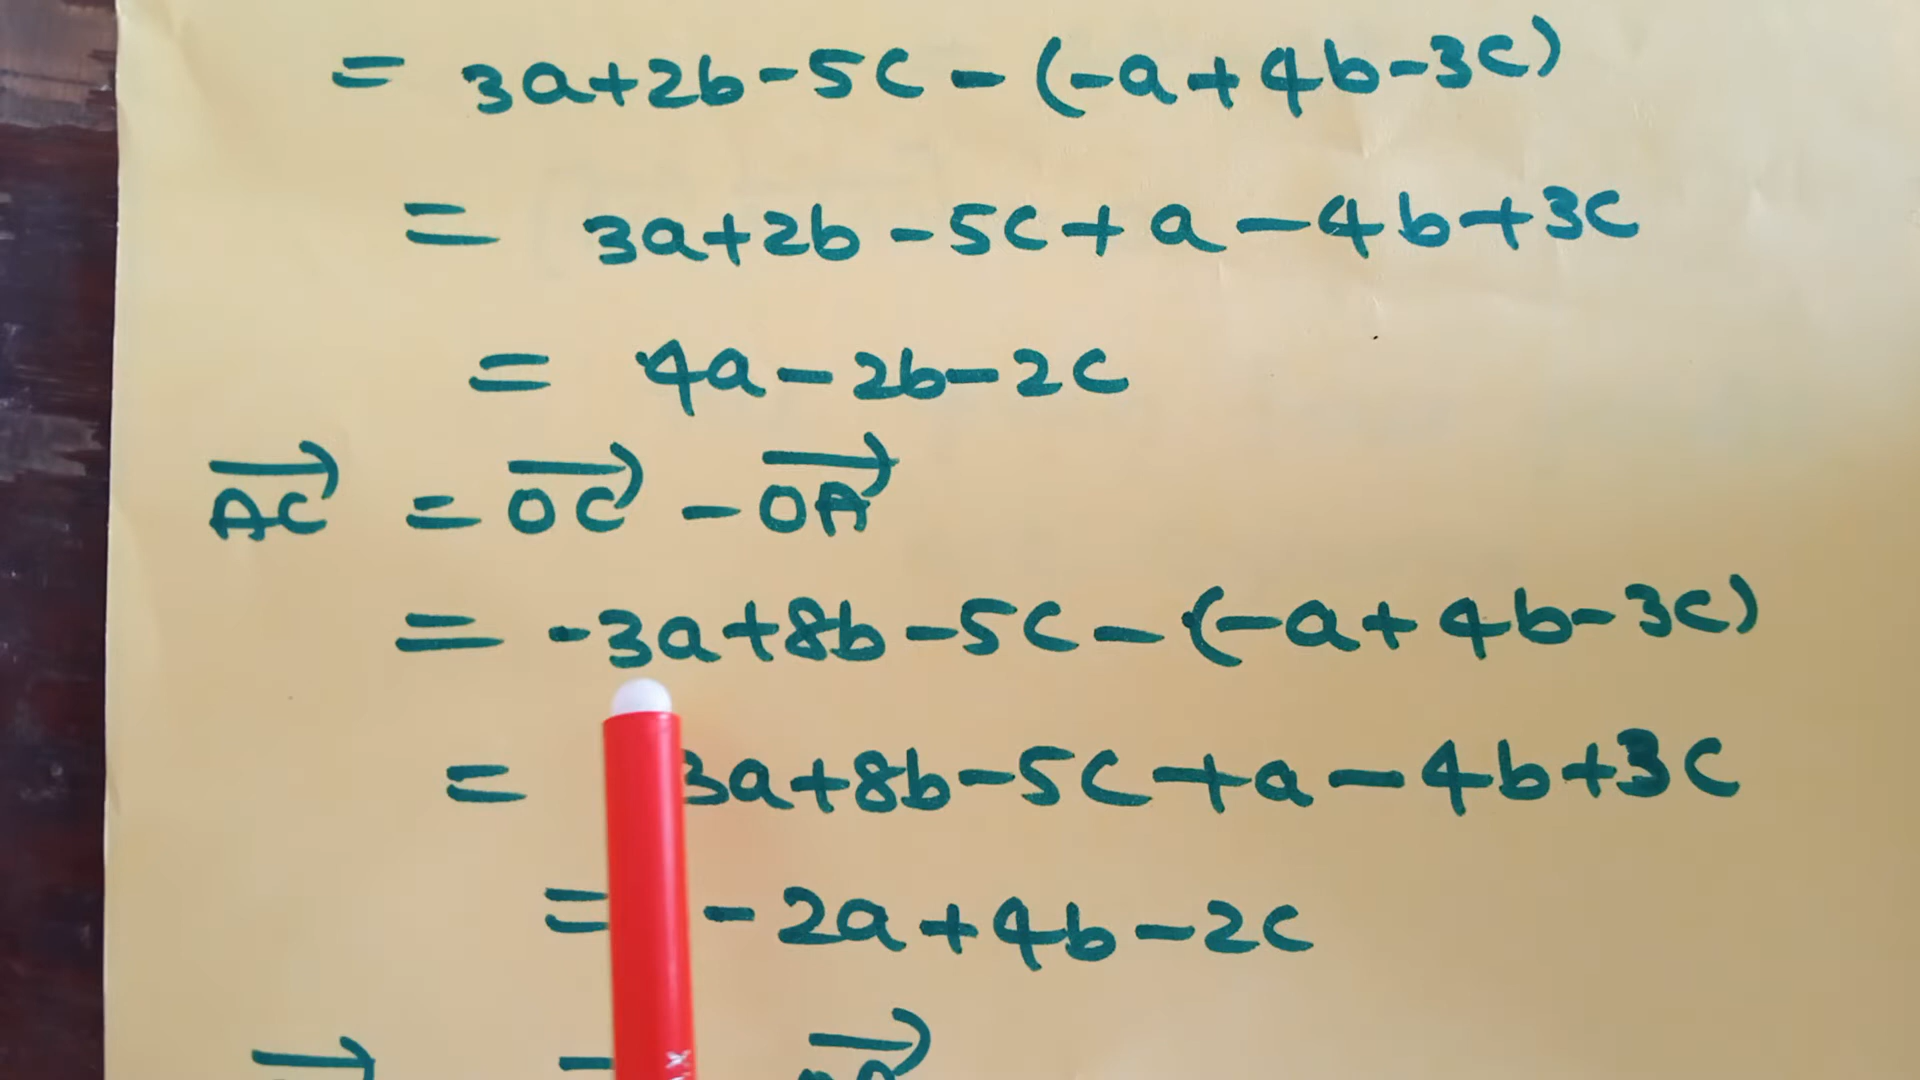 = 3a+2b-5c-(-a+4b-3c)
= 3a+2b-5c+a-4b+3c
= 4a-2b-2c
AC = OC - OA
= -3a+8b-5c-(-a+4b-3c)
= 3a+8b-5c+a-4b+3c
= -2a+4b-2c
=